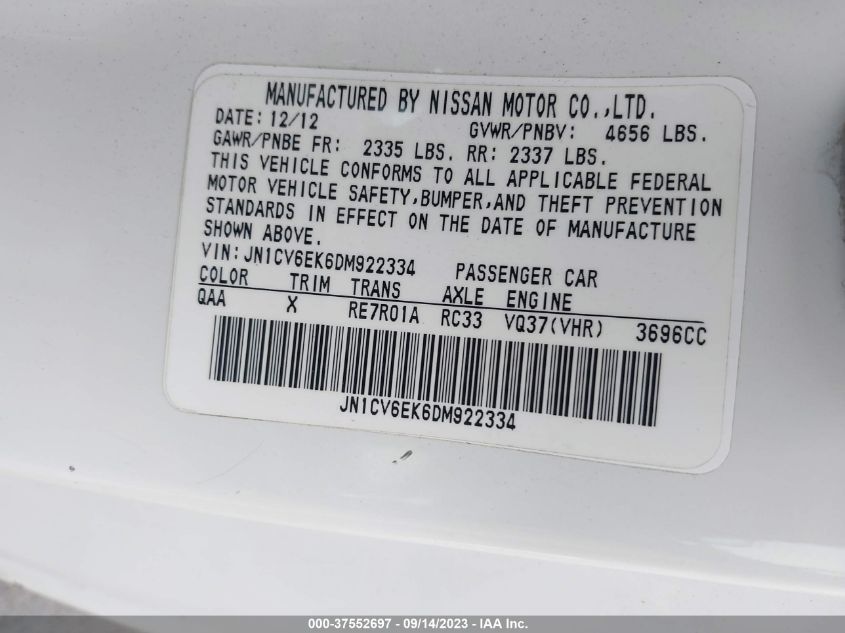 MANUFACTURED BY NISSAN MOTOR CO.,LTD.
DATE: 12/12 GVWR/PNBV: 4656 LBS.
GAWR/PNBE FR: 2335 LBS. RR: 2337 LBS.
THIS VEHICLE CONFORMS TO ALL APPLICABLE FEDERAL
MOTOR VEHICLE SAFETY,BUMPER,AND THEFT PREVENTION
STANDARDS IN EFFECT ON THE DATE OF MANUFACTURE
SHOWN ABOVE.
VIN:JN1CV6EK6DM922334 PASSENGER CAR
COLOR TRIM TRANS AXLE ENGINE
QAA X RE7R01A RC33 VQ37(VHR) 3696CC
JN1CV6EK6DM922334
000-37552697 - 09/14/2023 - IAA Inc.